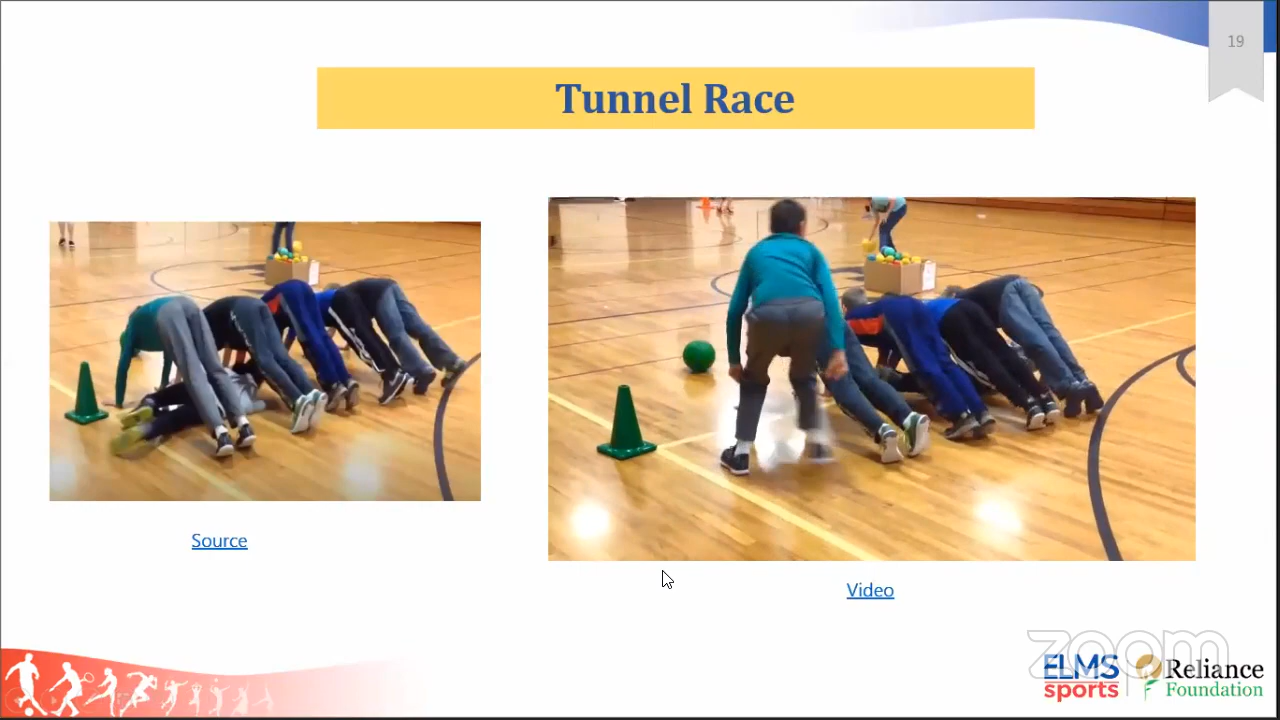 19
Tunnel Race
Source
Video
zoom
ELMS
sports
Reliance
Foundation